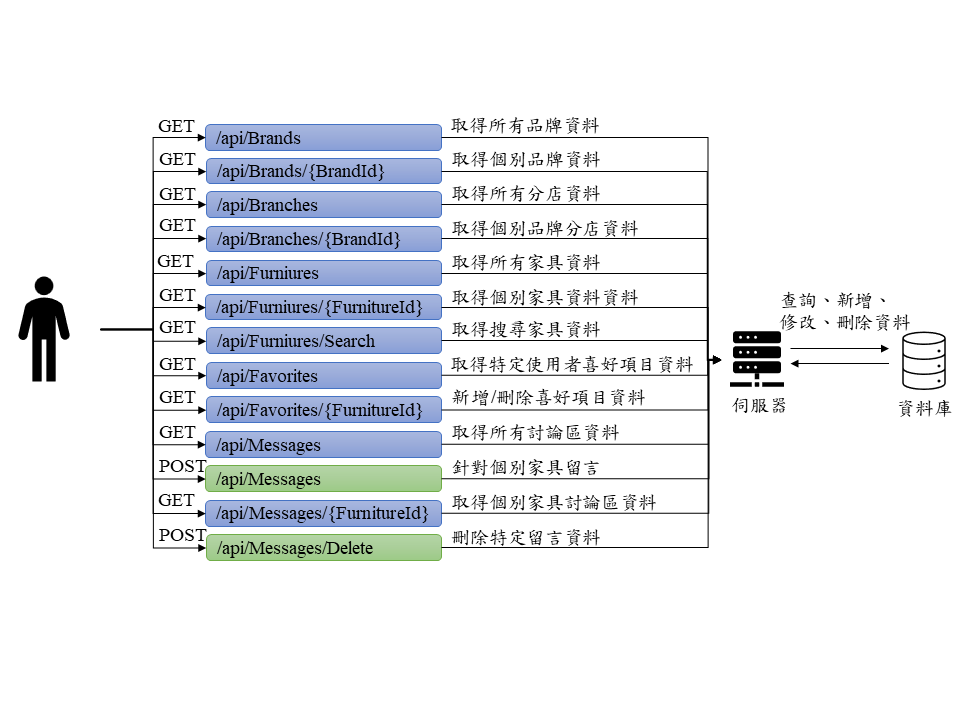 GET
/api/Brands
取得所有品牌資料
GET
/api/Brands/{BrandId}
取得個別品牌資料
GET
/api/Branches
取得所有分店資料
GET
/api/Branches/{BrandId}
取得個別品牌分店資料
GET
/api/Furniures
取得所有家具資料
GET
/api/Furniures/{FurnitureId}
取得個別家具資料資料
GET
/api/Furniures/Search
取得搜尋家具資料
GET
/api/Favorites
取得特定使用者喜好項目資料
GET
/api/Favorites/{FurnitureId}
新增/刪除喜好項目資料
GET
/api/Messages
取得所有討論區資料
POST
/api/Messages
針對個別家具留言
GET
/api/Messages/{FurnitureId}
取得個別家具討論區資料
POST
/api/Messages/Delete
刪除特定留言資料
伺服器
查詢、新增、
修改、刪除資料
資料庫